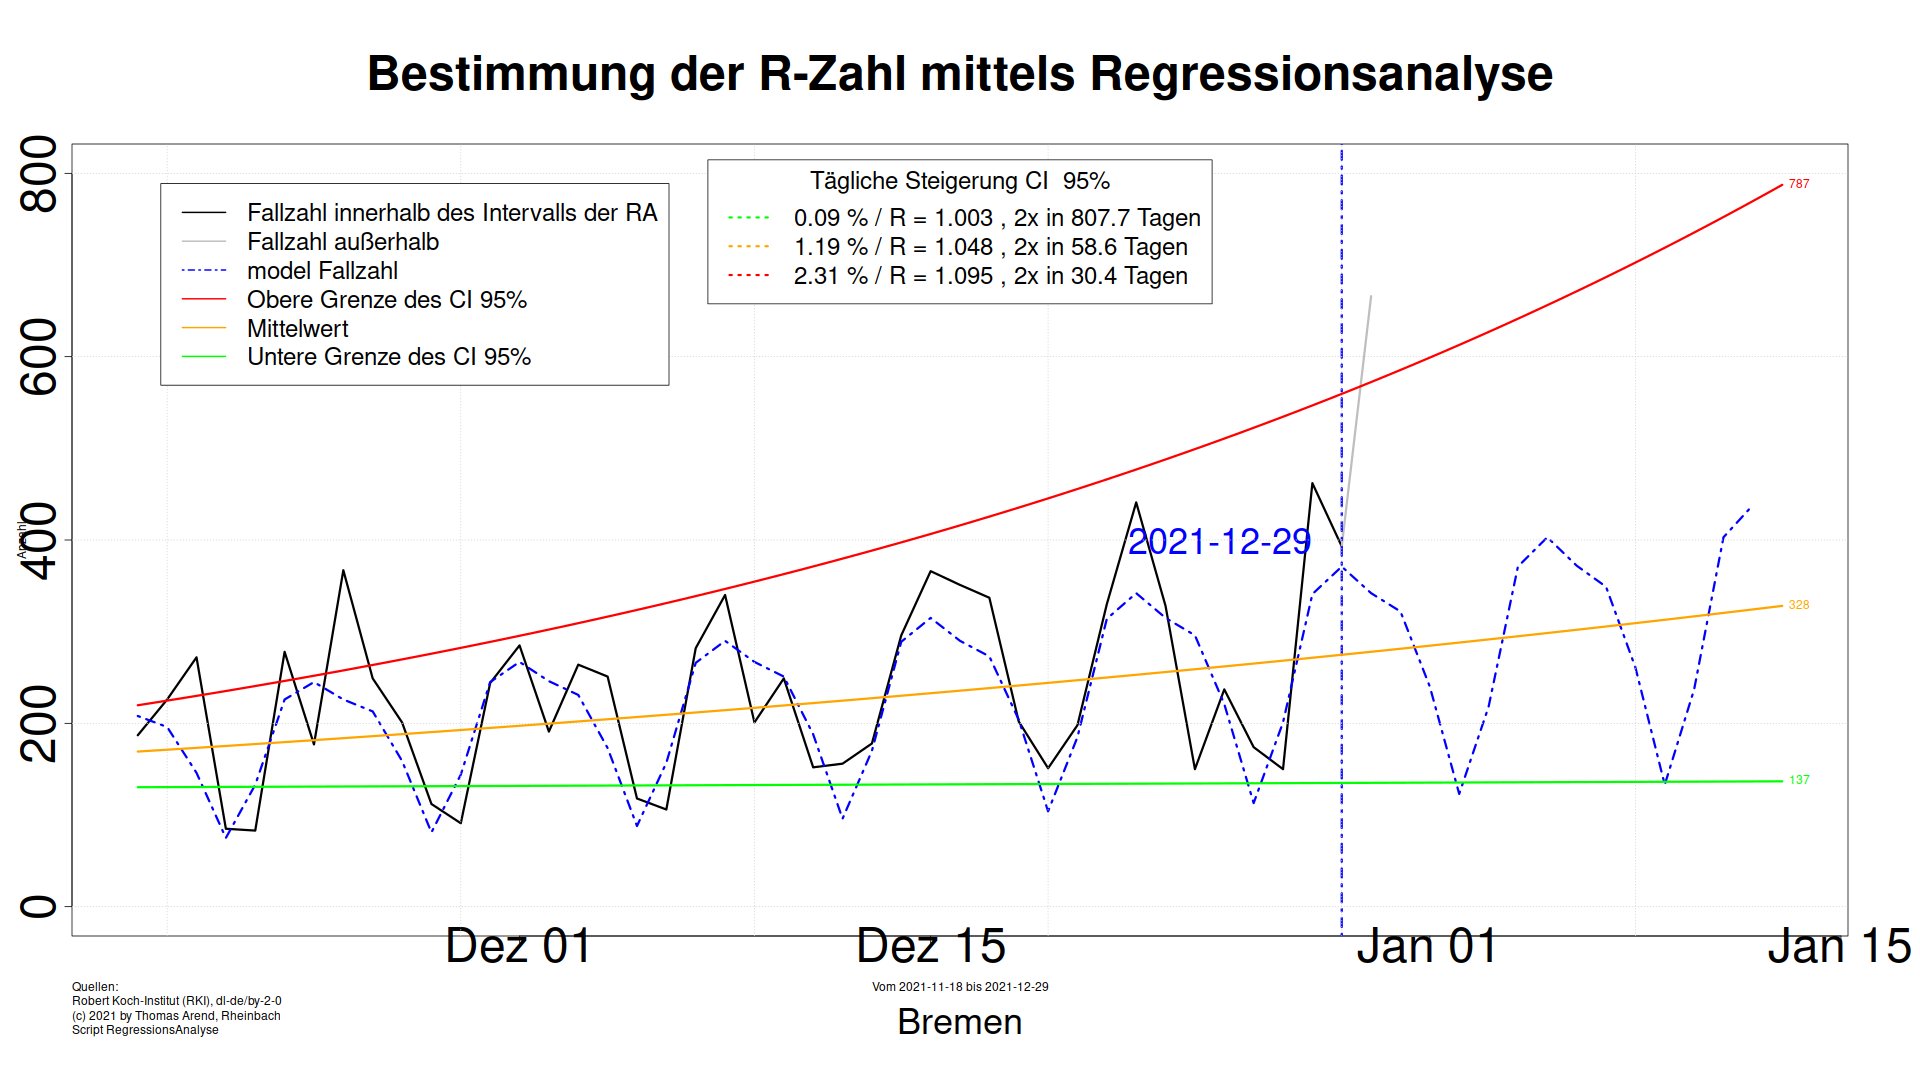 Bestimmung der R-Zahl mittels Regressionsanalyse
800
600
400
200
0
Anzahl
Fallzahl innerhalb des Intervalls der RA
Fallzahl außerhalb
model Fallzahl
Obere Grenze des CI 95%
Mittelwert
Untere Grenze des CI 95%
Tägliche Steigerung CI 95%
0.09 % / R = 1.003 , 2x in 807.7 Tagen
1.19 % / R = 1.048 , 2x in 58.6 Tagen
2.31 % / R = 1.095 , 2x in 30.4 Tagen
787
2021-12-29
328
137
Dez 01
Dez 15
Jan 01
Jan 15
Quellen:
Robert Koch-Institut (RKI), dl-de/by-2-0
(c) 2021 by Thomas Arend, Rheinbach
Script RegressionsAnalyse
Vom 2021-11-18 bis 2021-12-29
Bremen